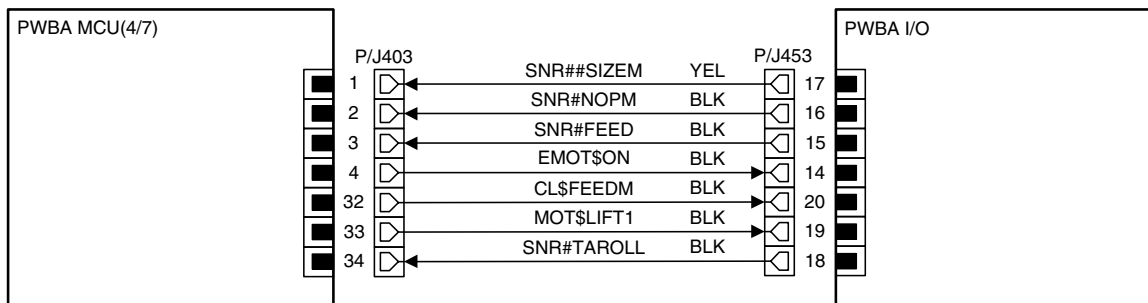 PWBA MCU(4/7)
PWBA I/O
P/J403
P/J453
1 SNR##SIZEM YEL 17
2 SNR#NOPM BLK 16
3 SNR#FEED BLK 15
4 EMOT$ON BLK 14
32 CL$FEEDM BLK 20
33 MOT$LIFT1 BLK 19
34 SNR#TAROLL BLK 18